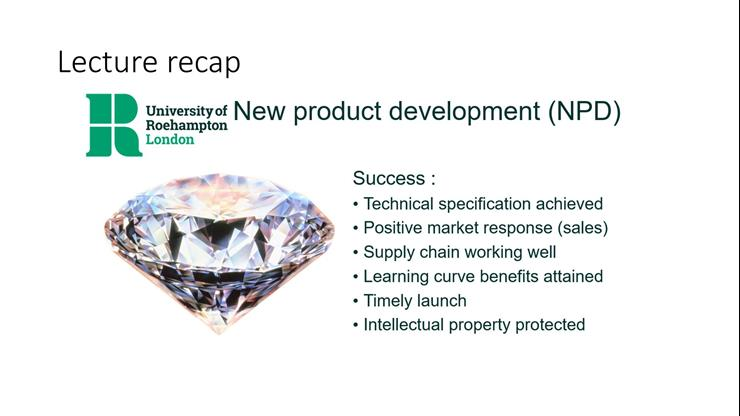 Lecture recap
University of
Roehampton
London
New product development (NPD)
Success :
• Technical specification achieved
• Positive market response (sales)
• Supply chain working well
• Learning curve benefits attained
• Timely launch
• Intellectual property protected